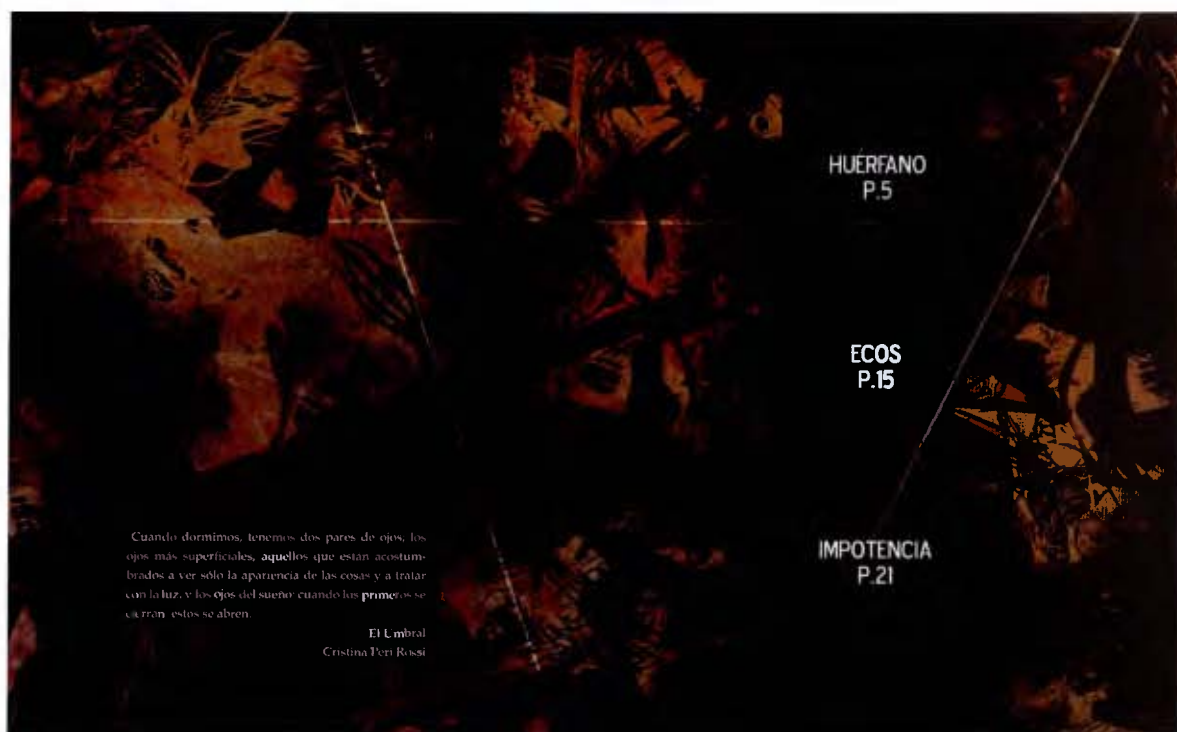 Cuando dormimos, tenemos dos pares de ojos, los
ojos más superficiales, aquellos que están acostum-
brados a ver sólo la apariencia de las cosas y a tratar
con la luz, y los ojos del sueño: cuando los primeros se
cierran, estos se abren.
El Umbral
Cristina Peri Rossi
HUÉRFANO
P.5
ECOS
P.15
IMPOTENCIA
P.21